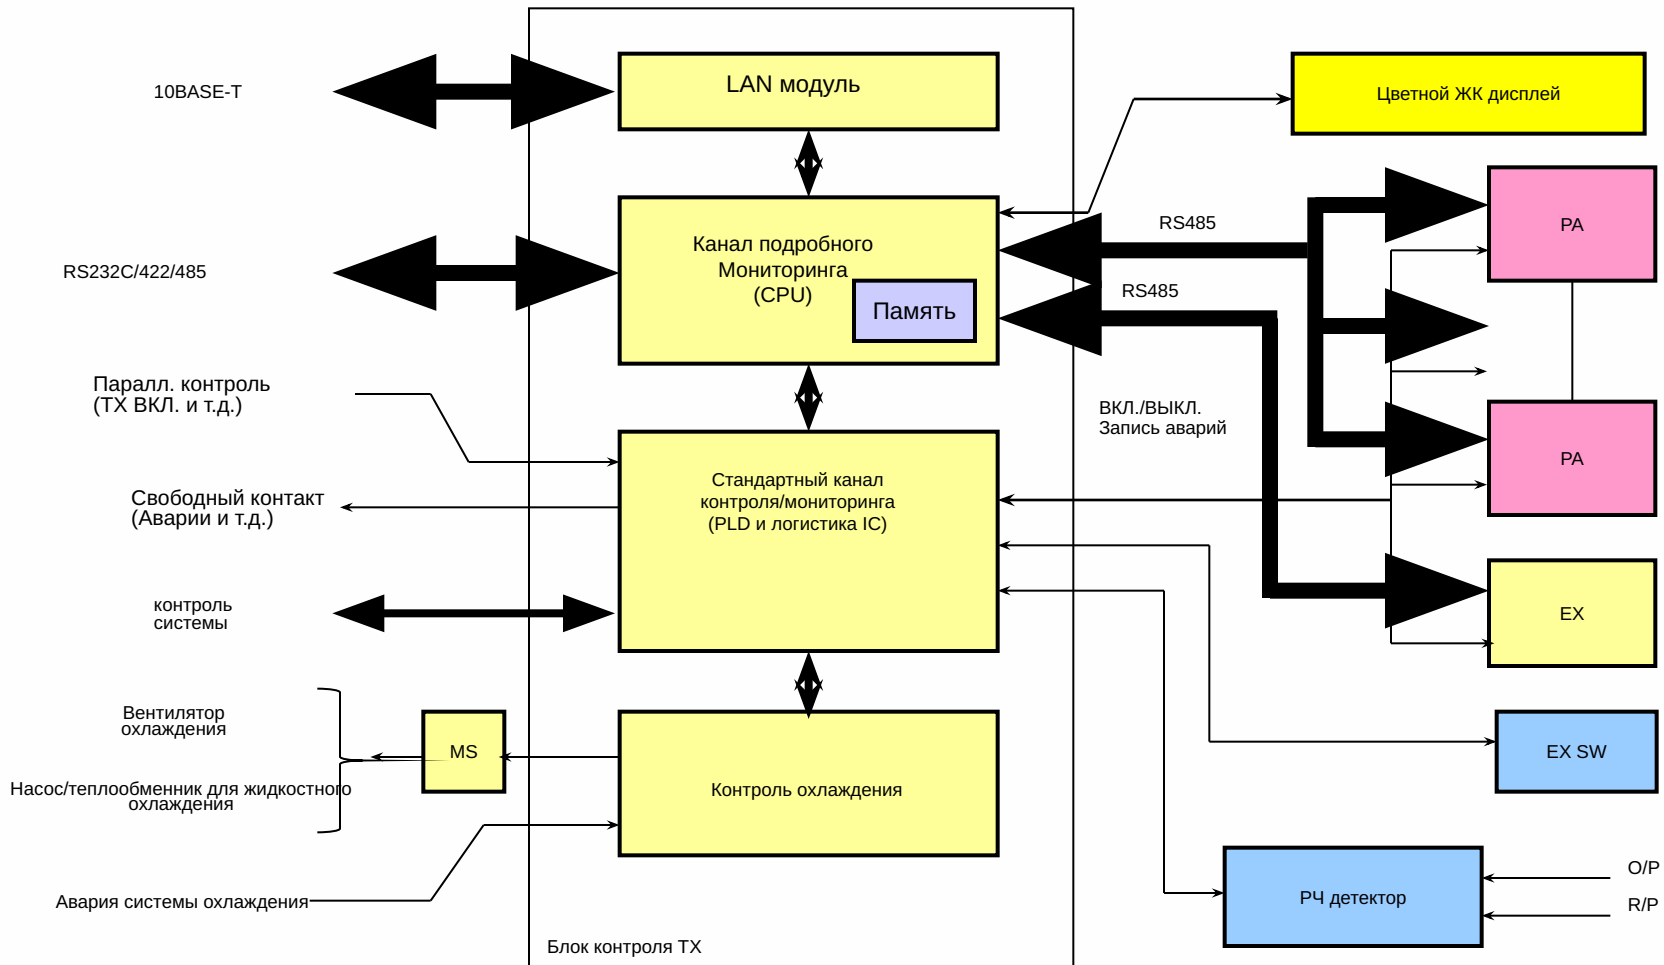 10BASE-T
LAN модуль
Цветной ЖК дисплей
RS485
PA
Канал подробного
Мониторинга
(CPU)
Память
RS232C/422/485
RS485
Паралл. контроль
(TX ВКЛ. и т.д.)
ВКЛ./ВЫКЛ.
Запись аварий
PA
Стандартный канал
контроля/мониторинга
(PLD и логистика IC)
Свободный контакт
(Аварии и т.д.)
контроль
системы
EX
Вентилятор
охлаждения
MS
EX SW
Насос/теплообменник для жидкостного
охлаждения
Контроль охлаждения
Авария системы охлаждения
РЧ детектор
O/P
R/P
Блок контроля TX